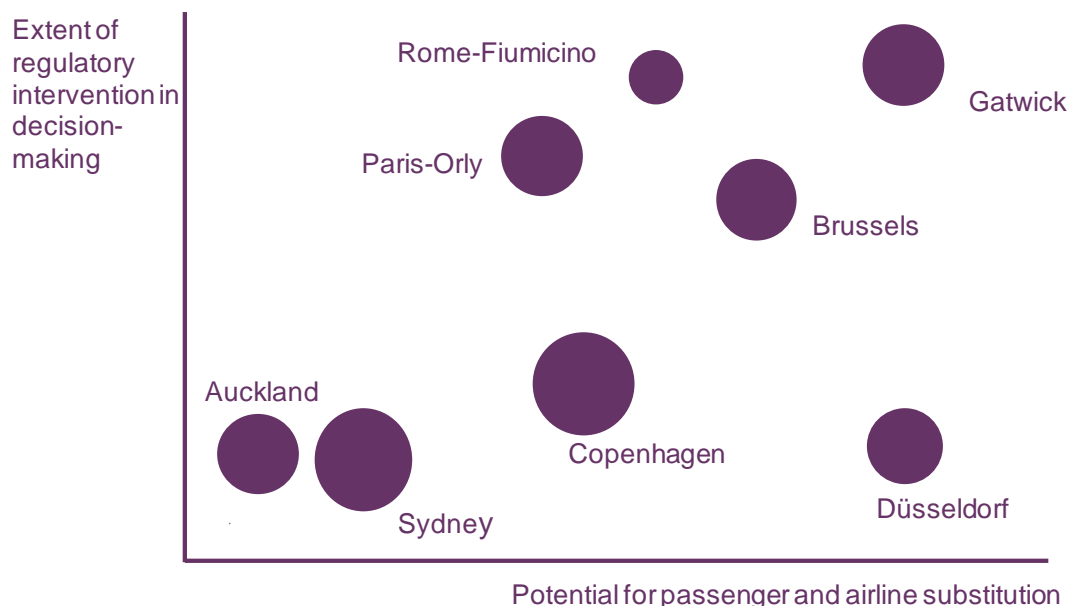 Extent of
regulatory
intervention in
decision-
making
Rome-Fiumicino
Gatwick
Paris-Orly
Brussels
Auckland
Copenhagen
Sydney
Düsseldorf
Potential for passenger and airline substitution